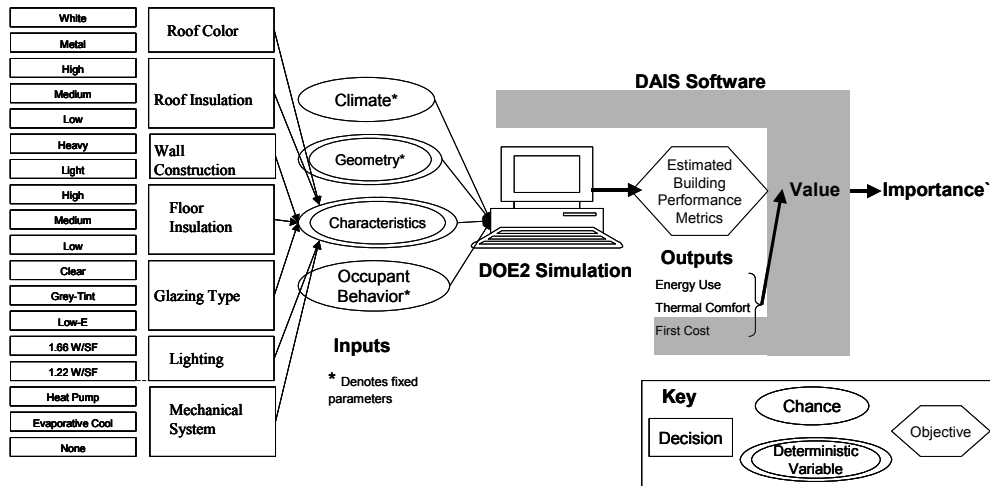 White
Metal
High
Medium
Low
Heavy
Light
High
Medium
Low
Clear
Grey-Tint
Low-E
1.66 W/SF
1.22 W/SF
Heat Pump
Evaporative Cool
None
Roof Color
Roof Insulation
Wall
Construction
Floor
Insulation
Glazing Type
Lighting
Mechanical
System
Climate*
Geometry*
Characteristics
Occupant
Behavior*
Inputs
* Denotes fixed
parameters
DOE2 Simulation
DAIS Software
Estimated
Building
Performance
Metrics
Outputs
Energy Use
Thermal Comfort
First Cost
Value
Importance`
Key
Decision
Chance
Deterministic
Variable
Objective